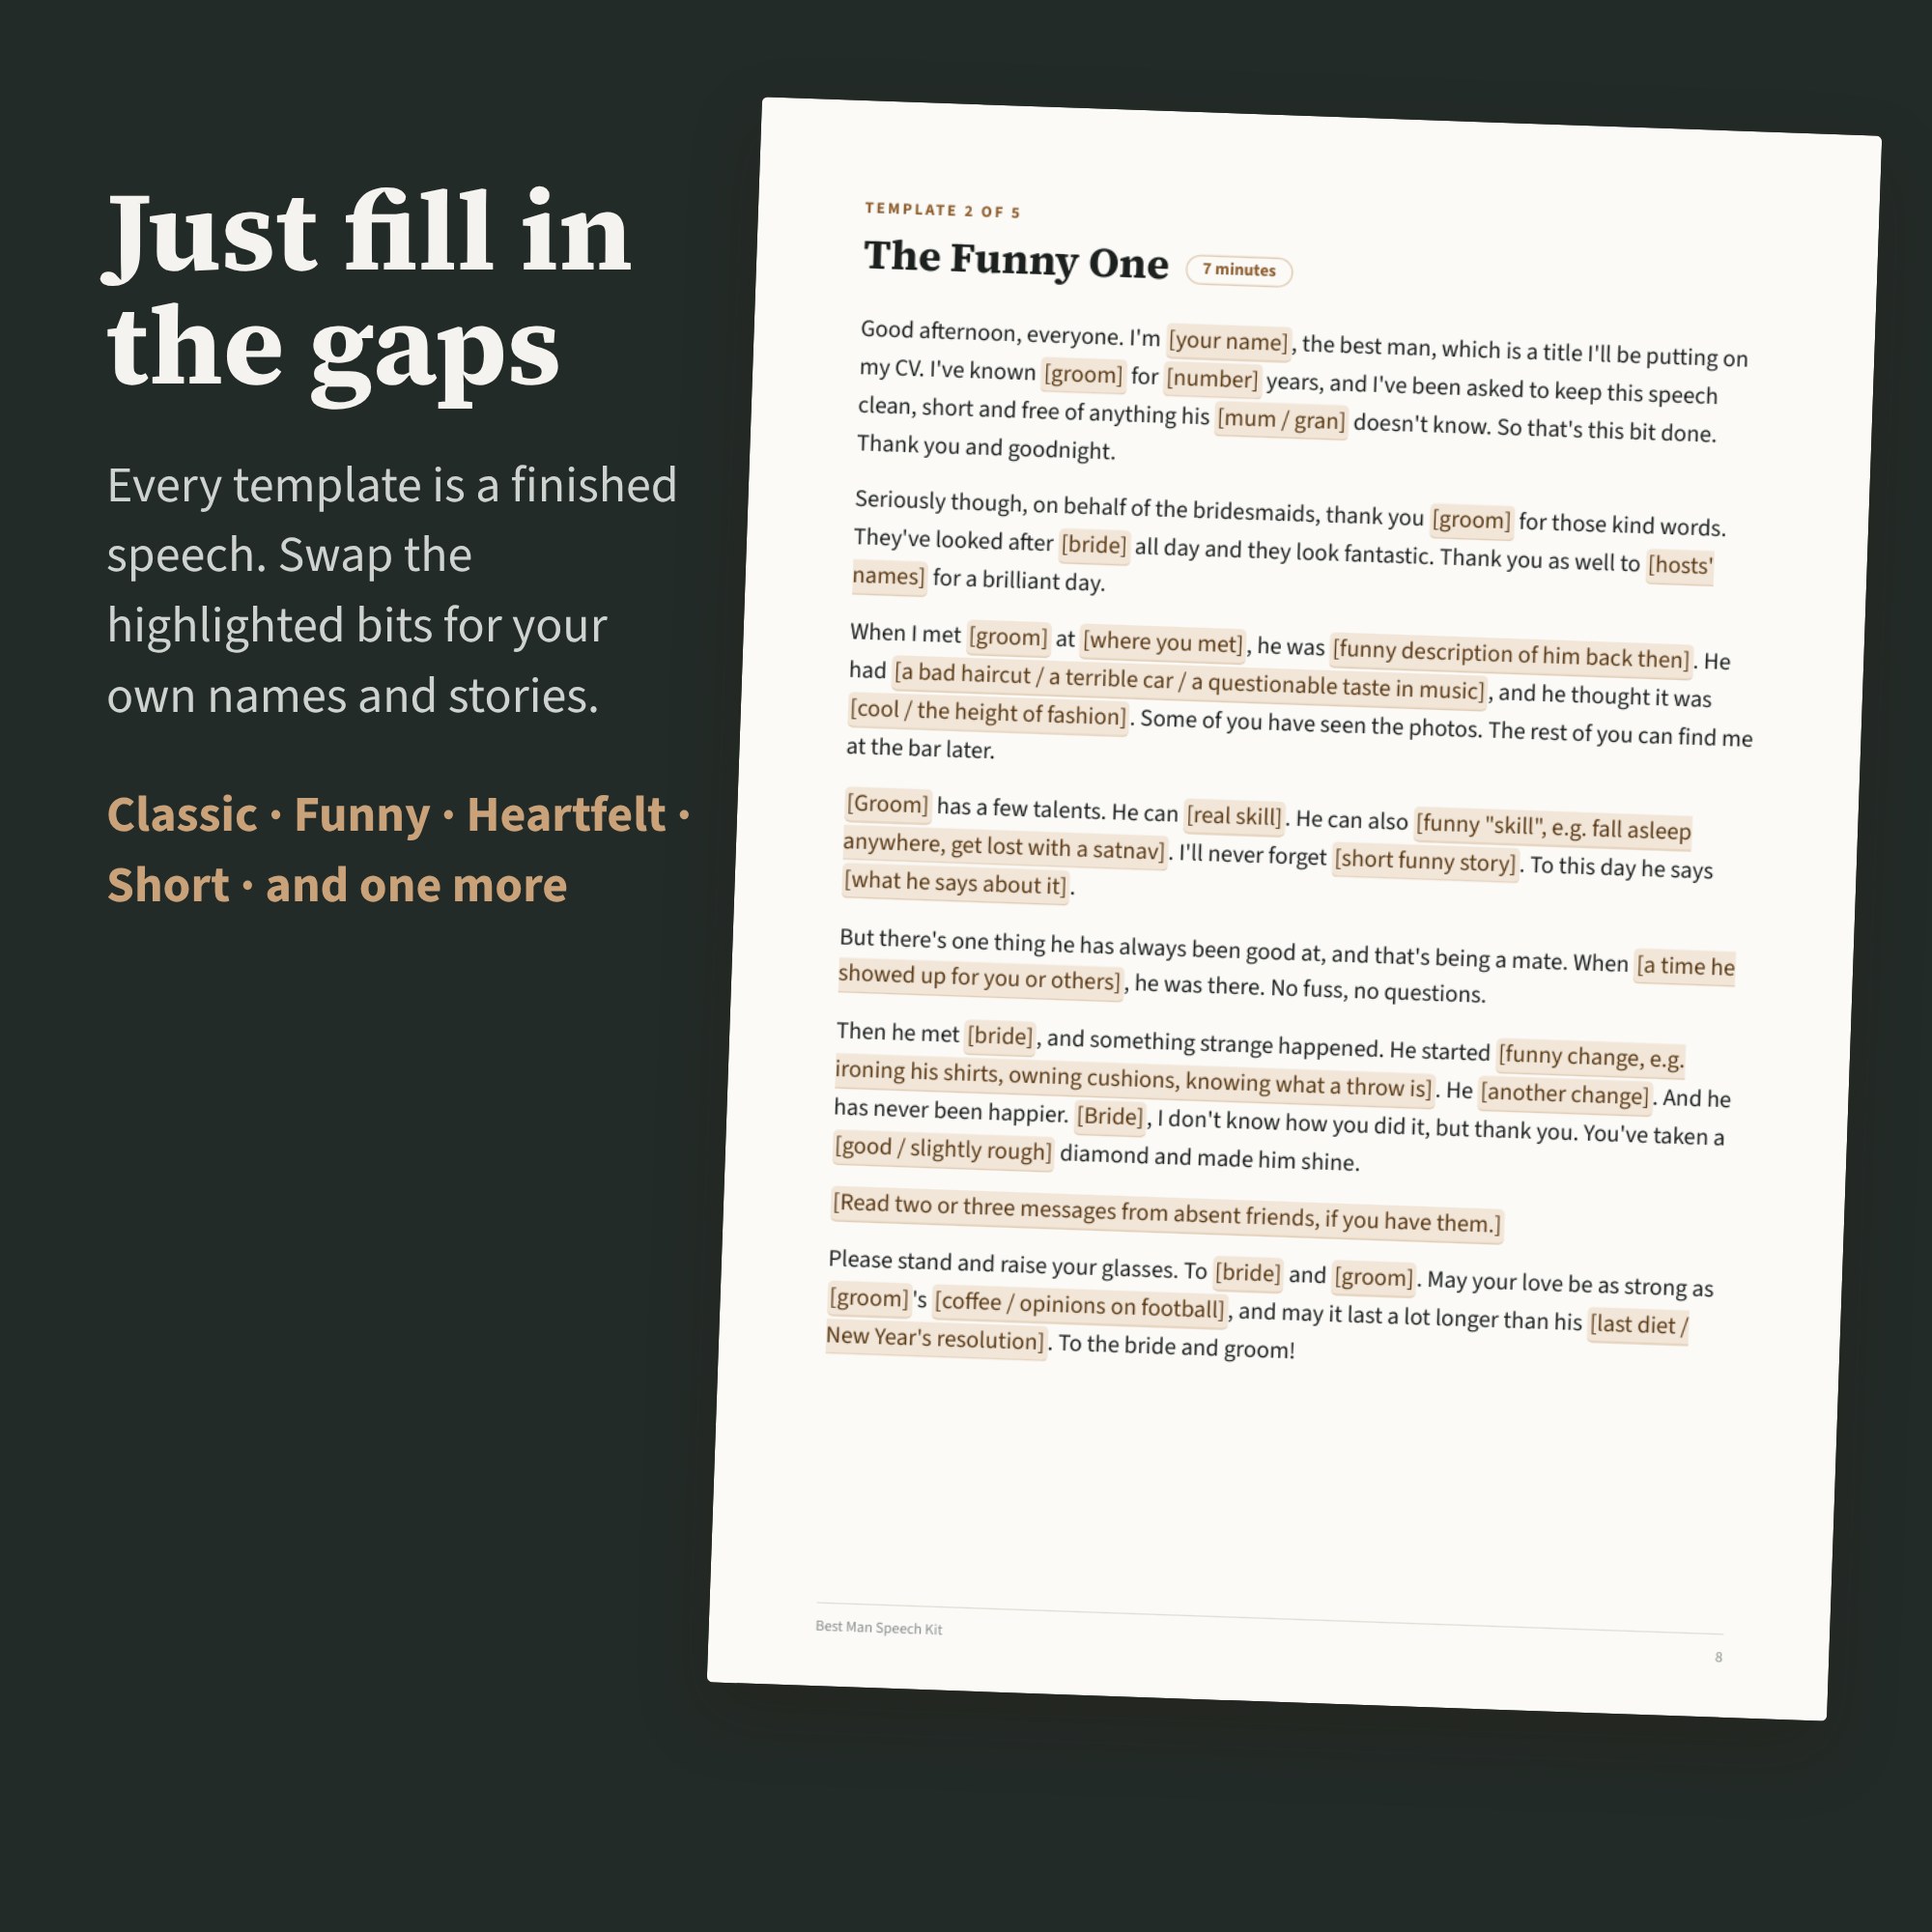 Just fill in
the gaps
Every template is a finished
speech. Swap the
highlighted bits for your
own names and stories.
Classic · Funny · Heartfelt ·
Short · and one more
TEMPLATE 2 OF 5
The Funny One 7 minutes
Good afternoon, everyone. I'm [your name], the best man, which is a title I'll be putting on
my CV. I've known [groom] for [number] years, and I've been asked to keep this speech
clean, short and free of anything his [mum / gran] doesn't know. So that's this bit done.
Thank you and goodnight.
Seriously though, on behalf of the bridesmaids, thank you [groom] for those kind words.
They've looked after [bride] all day and they look fantastic. Thank you as well to [hosts'
names] for a brilliant day.
When I met [groom] at [where you met], he was [funny description of him back then]. He
had [a bad haircut / a terrible car / a questionable taste in music], and he thought it was
[cool / the height of fashion]. Some of you have seen the photos. The rest of you can find me
at the bar later.
[Groom] has a few talents. He can [real skill]. He can also [funny "skill", e.g. fall asleep
anywhere, get lost with a satnav]. I'll never forget [short funny story]. To this day he says
[what he says about it].
But there's one thing he has always been good at, and that's being a mate. When [a time he
showed up for you or others], he was there. No fuss, no questions.
Then he met [bride], and something strange happened. He started [funny change, e.g.
ironing his shirts, owning cushions, knowing what a throw is]. He [another change]. And he
has never been happier. [Bride], I don't know how you did it, but thank you. You've taken a
[good / slightly rough] diamond and made him shine.
[Read two or three messages from absent friends, if you have them.]
Please stand and raise your glasses. To [bride] and [groom]. May your love be as strong as
[groom]'s [coffee / opinions on football], and may it last a lot longer than his [last diet /
New Year's resolution]. To the bride and groom!
Best Man Speech Kit
8